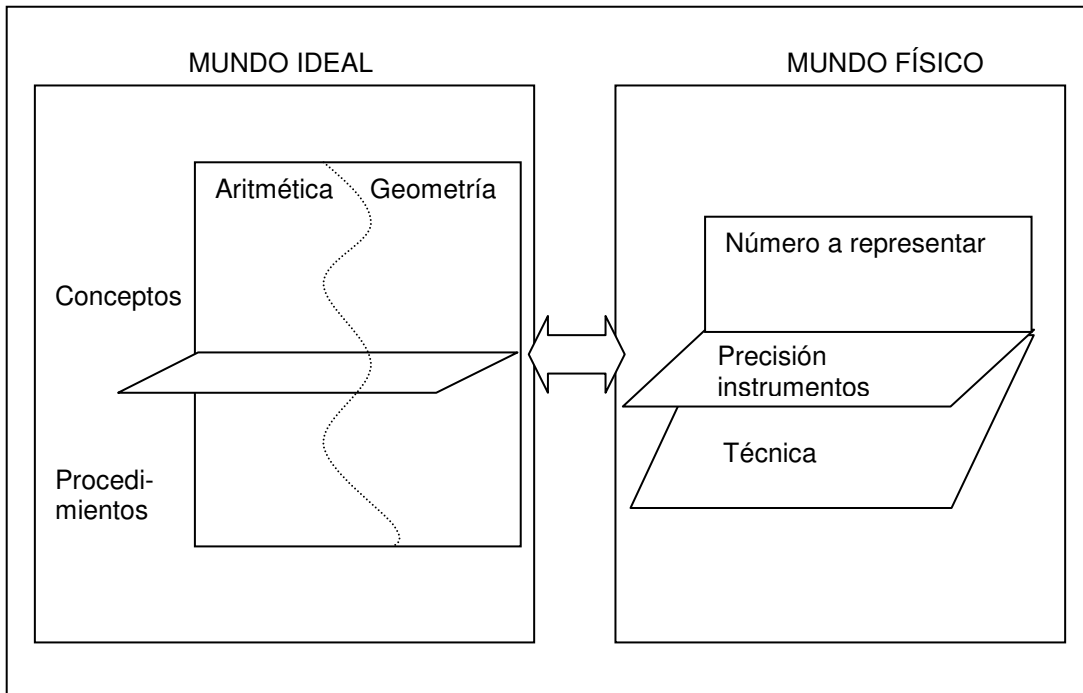 MUNDO IDEAL
MUNDO FÍSICO
Aritmética
Geometría
Conceptos
Procedi-
mientos
Número a representar
Precisión
instrumentos
Técnica